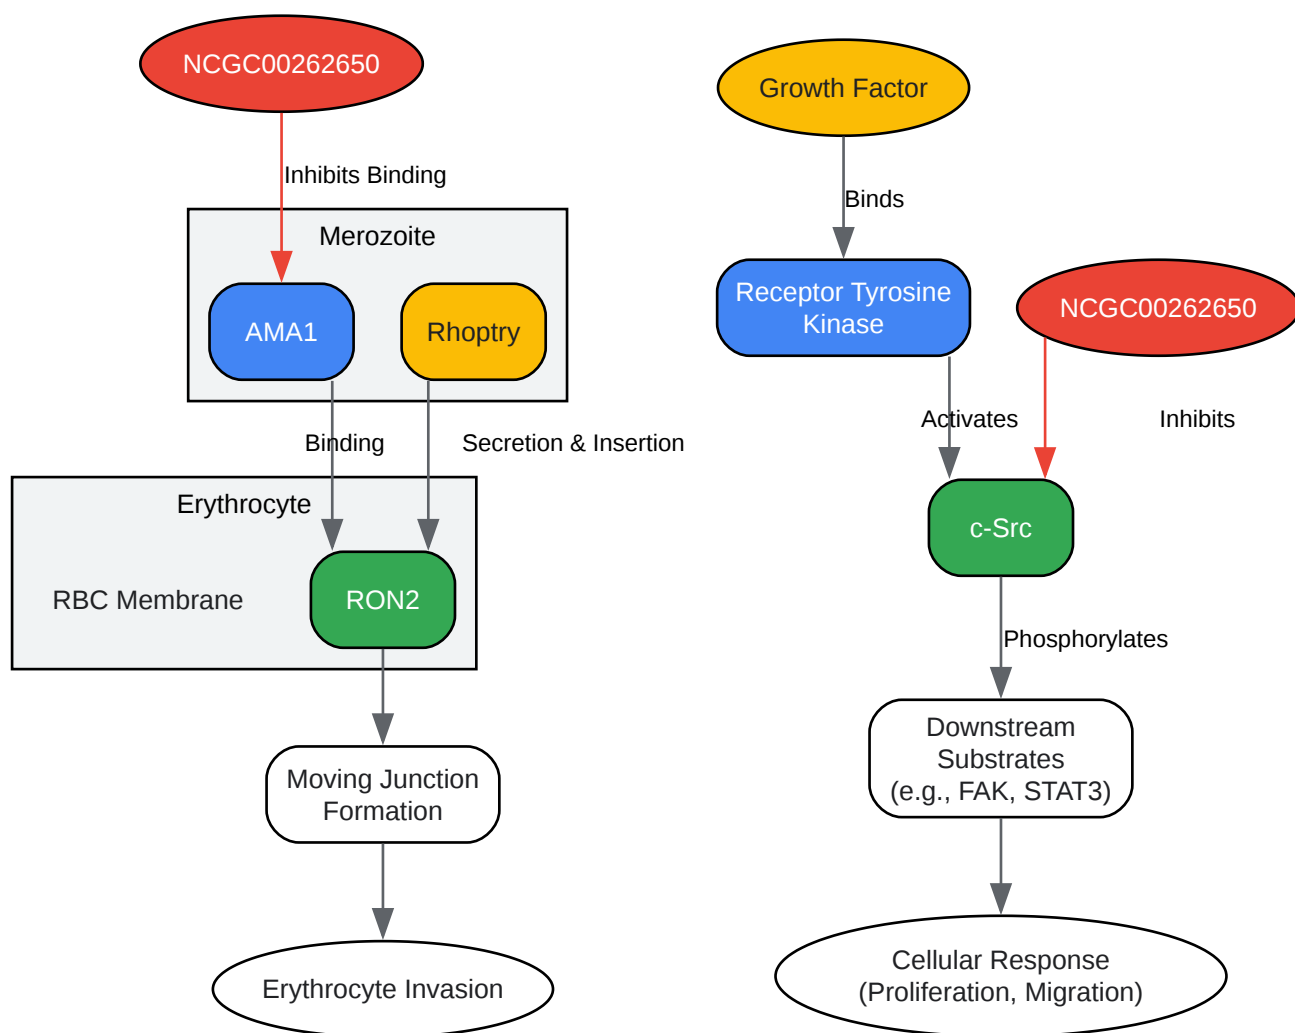 NCGC00262650
Inhibits Binding
Merozoite
AMA1
Rhoptry
Binding
Secretion & Insertion
Erythrocyte
RBC Membrane
RON2
Moving Junction
Formation
Erythrocyte Invasion
Growth Factor
Binds
Receptor Tyrosine
Kinase
NCGC00262650
Activates
Inhibits
c-Src
Phosphorylates
Downstream
Substrates
(e.g., FAK, STAT3)
Cellular Response
(Proliferation, Migration)